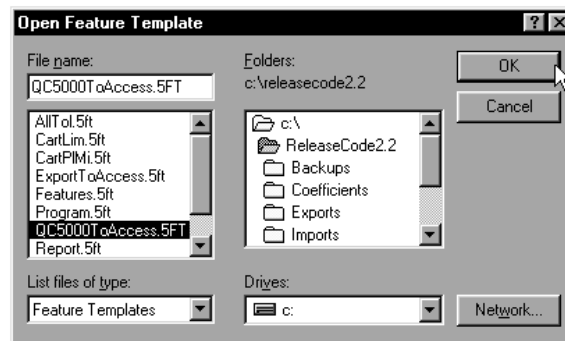 Open Feature Template
File name:
QC5000ToAccess.5FT
AllTol.5ft
CartLim.5ft
CartPlMi.5ft
ExportToAccess.5ft
Features.5ft
Program.5ft
QC5000ToAccess.5FT
Report.5ft
List files of type:
Feature Templates
Folders:
c:\releasecode2.2
c:\
ReleaseCode2.2
Backups
Coefficients
Exports
Imports
Drives:
c:
OK
Cancel
Network...